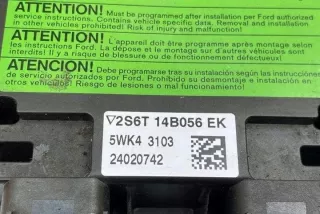 ATTENTION! Must be programmed after installation per Ford authorized
service instructions. Contains vehicle specific data. Removal and installation
in other vehicles prohibited! Risk of injury and malfunction!
ATTENTION! L'appareil doit être programmé après montage selon
les instructions Ford. La dépose et le montage sur d'autres véhicules sont
interdits! Il y a risque de blessure ou de fonctionnement défectueux!
ATENCION! Debe programarse tras su instalación según las instrucciones
de servicio autorizados por Ford. Prohibido su desmontaje e instalación en
otro! Riesgo de lesiones o mal funcionamiento!
▽2S6T 14B056 EK
5WK4 3103
24020742